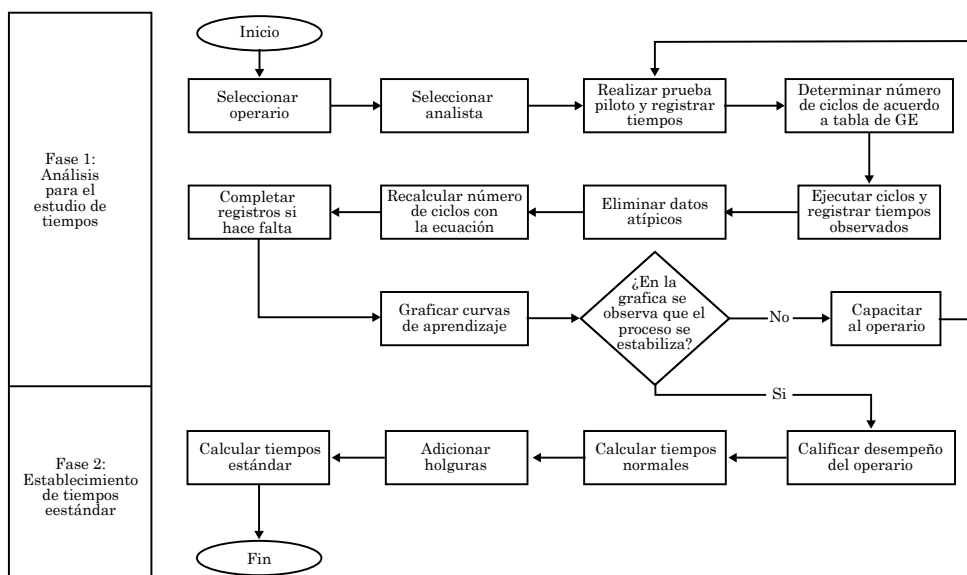 Inicio
Seleccionar
operario
Seleccionar
analista
Realizar prueba
piloto y registrar
tiempos
Determinar número
de ciclos de acuerdo
a tabla de GE
Fase 1:
Análisis
para el
estudio de
tiempos
Completar
registros si
hace falta
Recalcular número
de ciclos con
la ecuación
Eliminar datos
atípicos
Ejecutar ciclos y
registrar tiempos
observados
Graficar curvas
de aprendizaje
¿En la
grafica se
observa que el
proceso se
estabiliza?
No
Capacitar
al operario
Si
Fase 2:
Establecimiento
de tiempos
eestándar
Calcular tiempos
estándar
Adicionar
holguras
Calcular tiempos
normales
Calificar desempeño
del operario
Fin